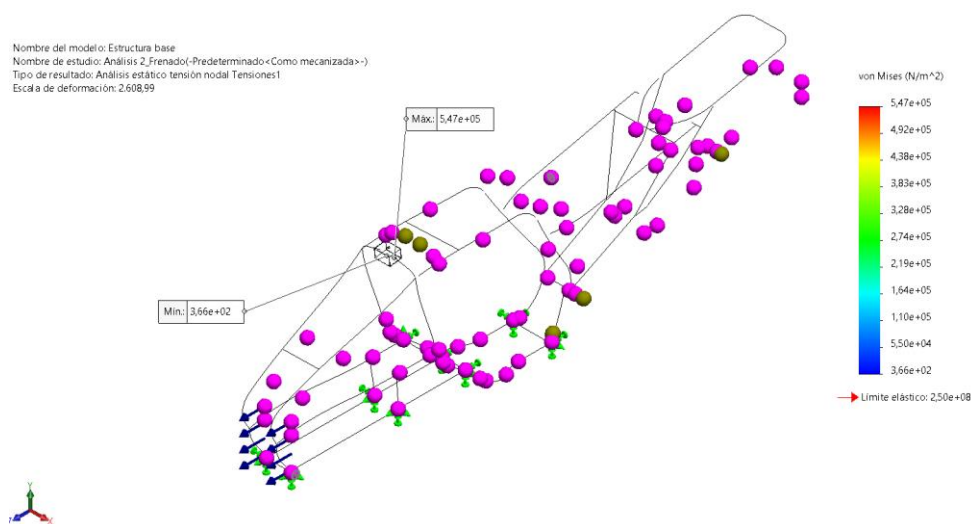 Nombre del modelo: Estructura base
Nombre de estudio: Análisis 2_Frenado(-Predeterminado<Como mecanizada>-)
Tipo de resultado: Análisis estático tensión nodal Tensiones1
Escala de deformación: 2.608,99
von Mises (N/m^2)
5,47e+05
4,92e+05
4,38e+05
3,83e+05
3,28e+05
2,74e+05
2,19e+05
1,64e+05
1,10e+05
5,50e+04
3,66e+02
Límite elástico: 2,50e+08
Máx.: 5,47e+05
Mín.: 3,66e+02
Y
Z
X